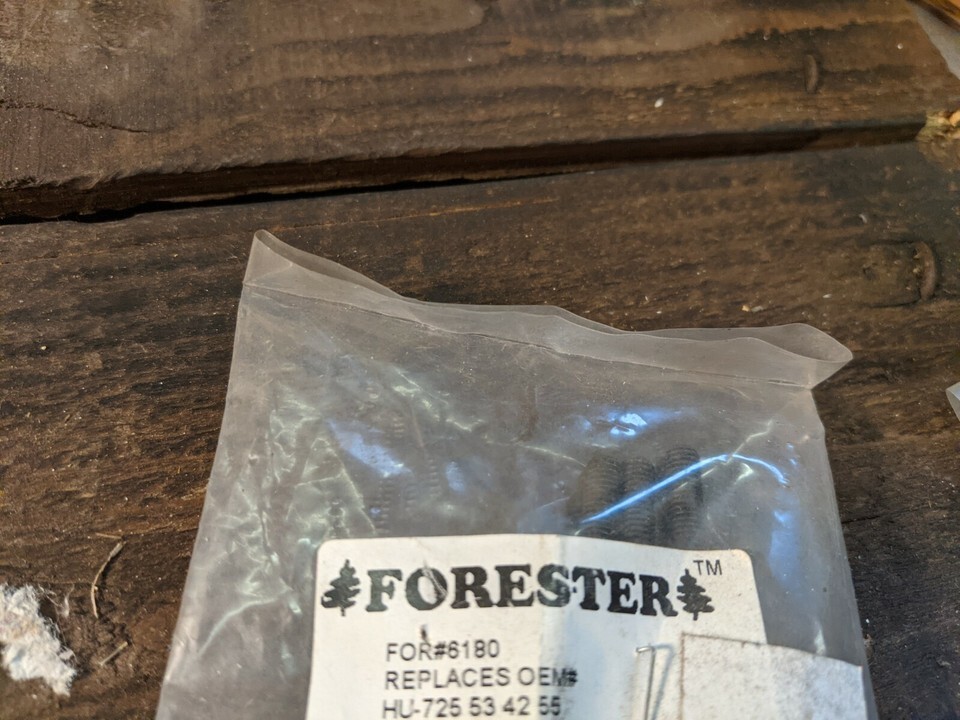 FORESTER™
FOR#6180
REPLACES OEM#
HU-725 53 42 55